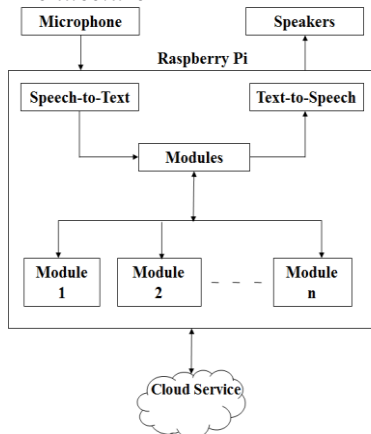 Microphone
Speakers
Raspberry Pi
Speech-to-Text
Text-to-Speech
Modules
Module
1
Module
2
Module
n
Cloud Service